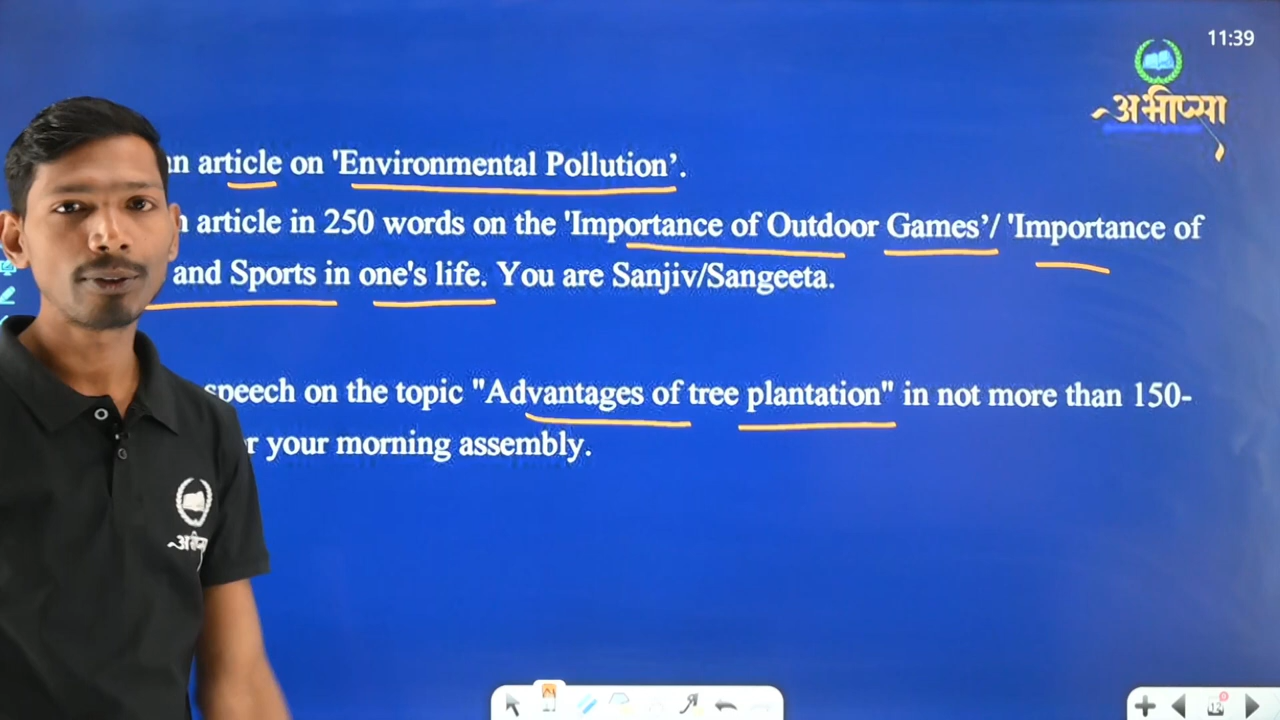 11:39
अभीप्सा
an article on 'Environmental Pollution’.
article in 250 words on the 'Importance of Outdoor Games’/ 'Importance of
and Sports in one's life. You are Sanjiv/Sangeeta.
speech on the topic "Advantages of tree plantation" in not more than 150-
your morning assembly.
12